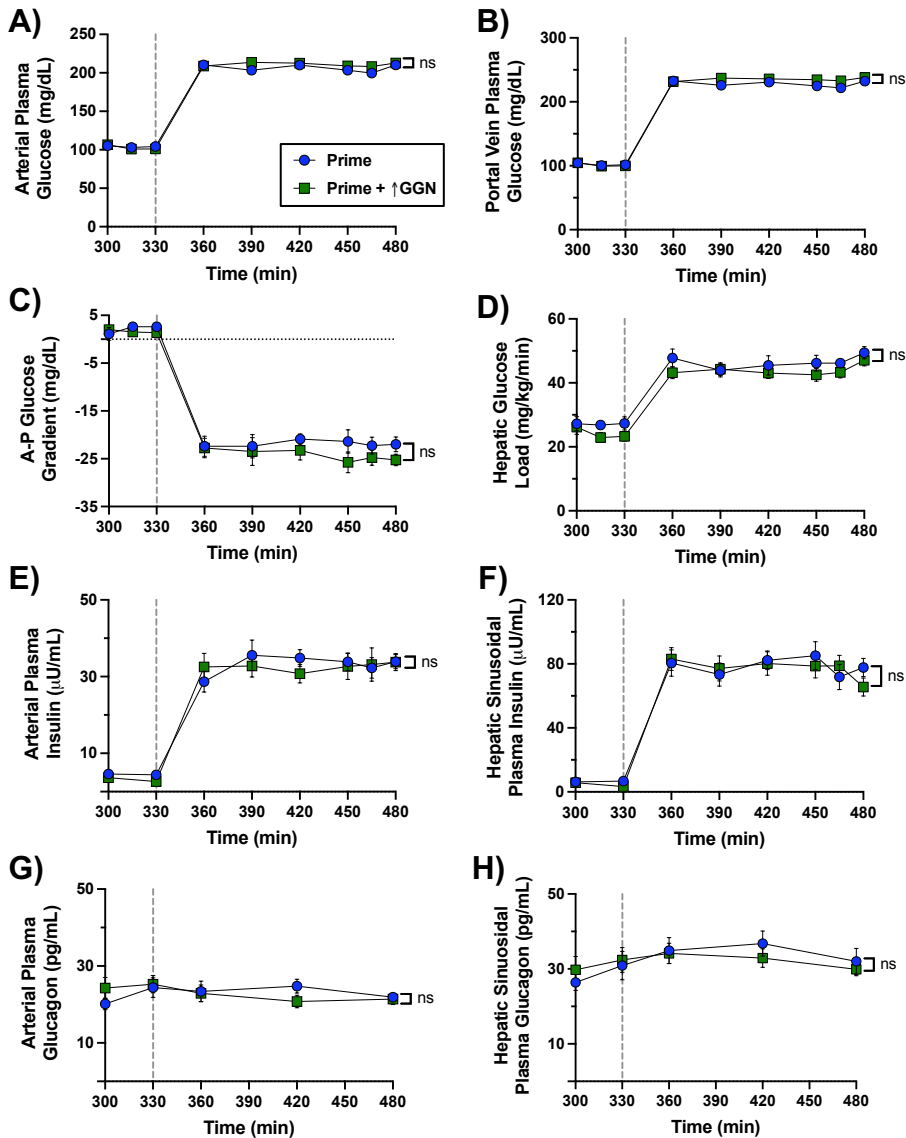 A)
Arterial Plasma
Glucose (mg/dL)
250
200
150
100
50
0
300 330 360 390 420 450 480
Time (min)
Prime
Prime + ↑GGN
ns
B)
Portal Vein Plasma
Glucose (mg/dL)
300
200
100
0
300 330 360 390 420 450 480
Time (min)
ns
C)
A-P Glucose
Gradient (mg/dL)
5
-5
-15
-25
-35
300 330 360 390 420 450 480
Time (min)
ns
D)
Hepatic Glucose
Load (mg/kg/min)
60
40
20
0
300 330 360 390 420 450 480
Time (min)
ns
E)
Arterial Plasma
Insulin (μU/mL)
50
30
10
300 330 360 390 420 450 480
Time (min)
ns
F)
Hepatic Sinusoidal
Plasma Insulin (μU/mL)
120
80
40
0
300 330 360 390 420 450 480
Time (min)
ns
G)
Arterial Plasma
Glucagon (pg/mL)
50
30
10
300 330 360 390 420 450 480
Time (min)
ns
H)
Hepatic Sinuosidal
Plasma Glucagon (pg/mL)
50
30
10
300 330 360 390 420 450 480
Time (min)
ns